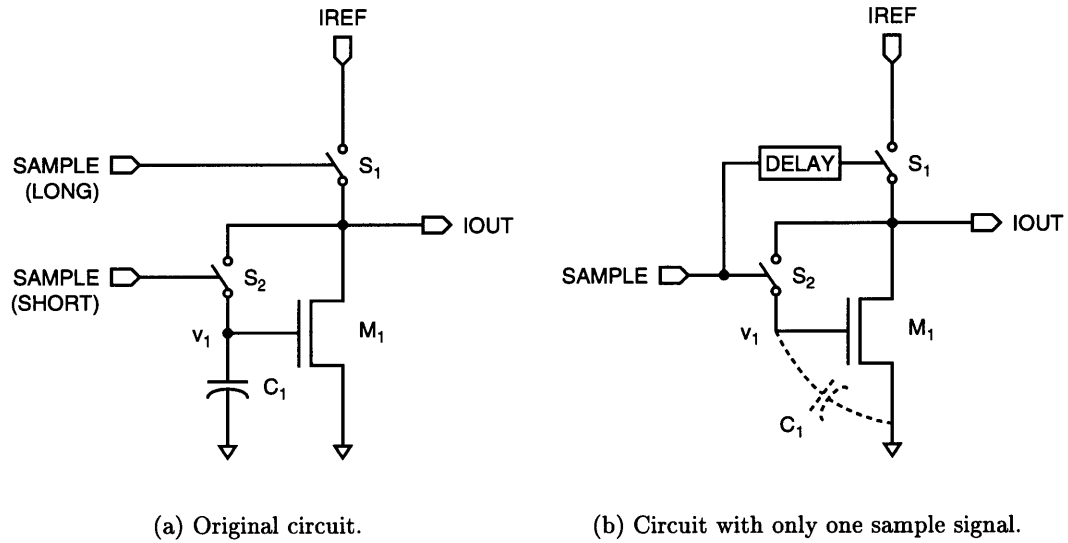 IREF
SAMPLE
(LONG)
S1
IOUT
SAMPLE
(SHORT)
S2
v1
M1
C1
(a) Original circuit.
IREF
DELAY
S1
IOUT
SAMPLE
S2
v1
M1
C1
(b) Circuit with only one sample signal.